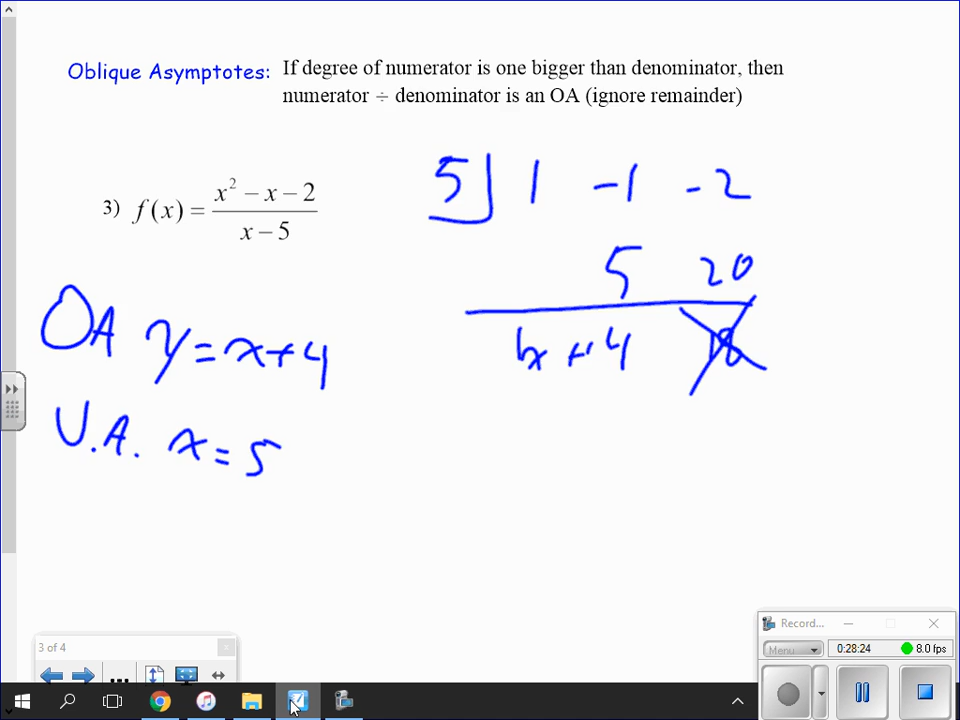 Oblique Asymptotes: If degree of numerator is one bigger than denominator, then
numerator ÷ denominator is an OA (ignore remainder)
5 | 1 -1 -2
3) f(x) = (x² − x − 2)/(x − 5)
5 20
OA y = x+4
1x + 4 18
V.A. x = 5
Record...
3 of 4
Menu 0:28:24 8.0 fps
...